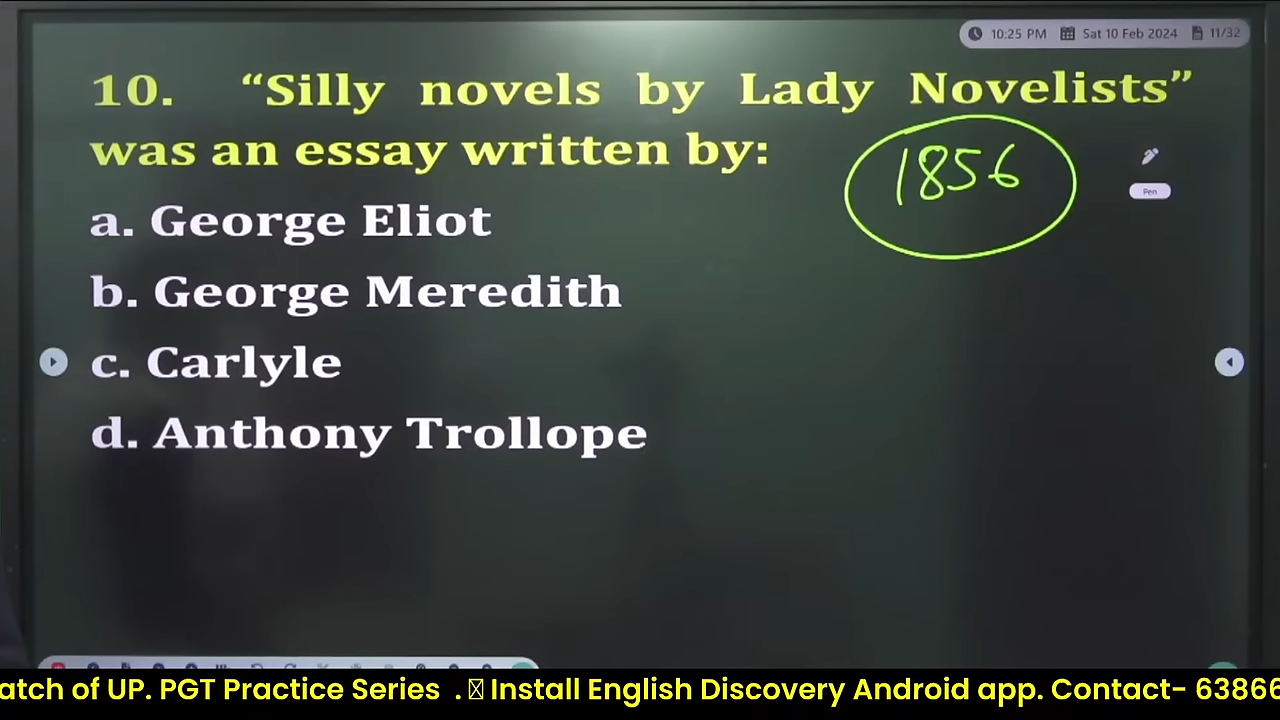 10:25 PM Sat 10 Feb 2024 11/32
10. “Silly novels by Lady Novelists”
was an essay written by:
1856
Pen
a. George Eliot
b. George Meredith
c. Carlyle
d. Anthony Trollope
atch of UP. PGT Practice Series . Install English Discovery Android app. Contact- 63866